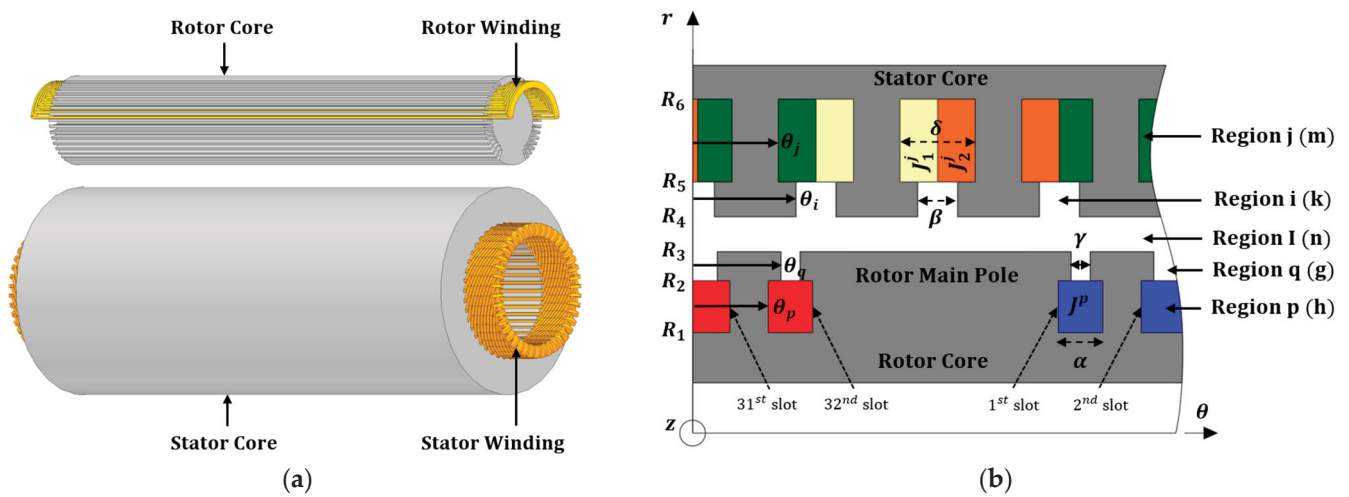 Rotor Core
Rotor Winding
Stator Core
Stator Winding
(a)
r
Stator Core
R₆
R₅
R₄
R₃
R₂
R₁
θⱼ
δ
J₁ʲ
J₂ʲ
θᵢ
β
Region j (m)
Region i (k)
Region I (n)
Region q (g)
Region p (h)
γ
θ_q
Rotor Main Pole
θₚ
Jᵖ
α
Rotor Core
31ˢᵗ slot
32ⁿᵈ slot
1ˢᵗ slot
2ⁿᵈ slot
θ
z
(b)